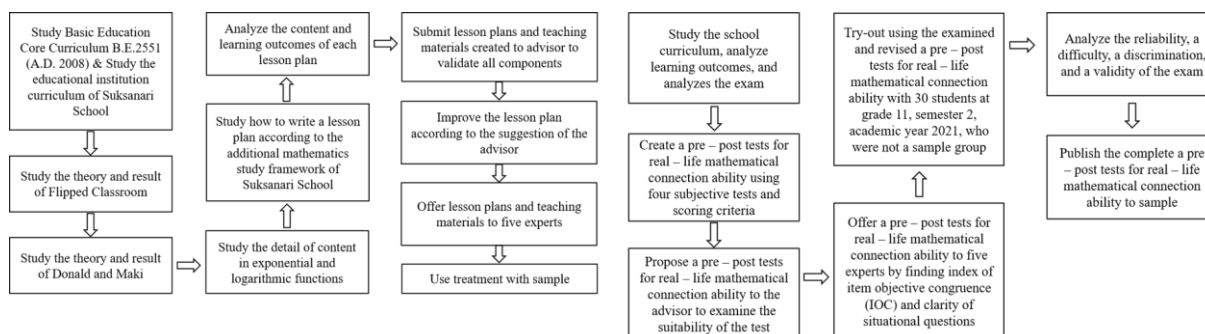 Study Basic Education
Core Curriculum B.E.2551
(A.D. 2008) & Study the
educational institution
curriculum of Suksanari
School
Study the theory and result
of Flipped Classroom
Study the theory and result
of Donald and Maki
Study the detail of content
in exponential and
logarithmic functions
Study how to write a lesson
plan according to the
additional mathematics
study framework of
Suksanari School
Analyze the content and
learning outcomes of each
lesson plan
Submit lesson plans and teaching
materials created to advisor to
validate all components
Improve the lesson plan
according to the suggestion of
the advisor
Offer lesson plans and teaching
materials to five experts
Use treatment with sample
Study the school
curriculum, analyze
learning outcomes, and
analyzes the exam
Create a pre – post tests for
real – life mathematical
connection ability using
four subjective tests and
scoring criteria
Propose a pre – post tests
for real – life mathematical
connection ability to the
advisor to examine the
suitability of the test
Offer a pre – post tests for
real – life mathematical
connection ability to five
experts by finding index of
item objective congruence
(IOC) and clarity of
situational questions
Try-out using the examined
and revised a pre – post
tests for real – life
mathematical connection
ability with 30 students at
grade 11, semester 2,
academic year 2021, who
were not a sample group
Analyze the reliability, a
difficulty, a discrimination,
and a validity of the exam
Publish the complete a pre
– post tests for real – life
mathematical connection
ability to sample